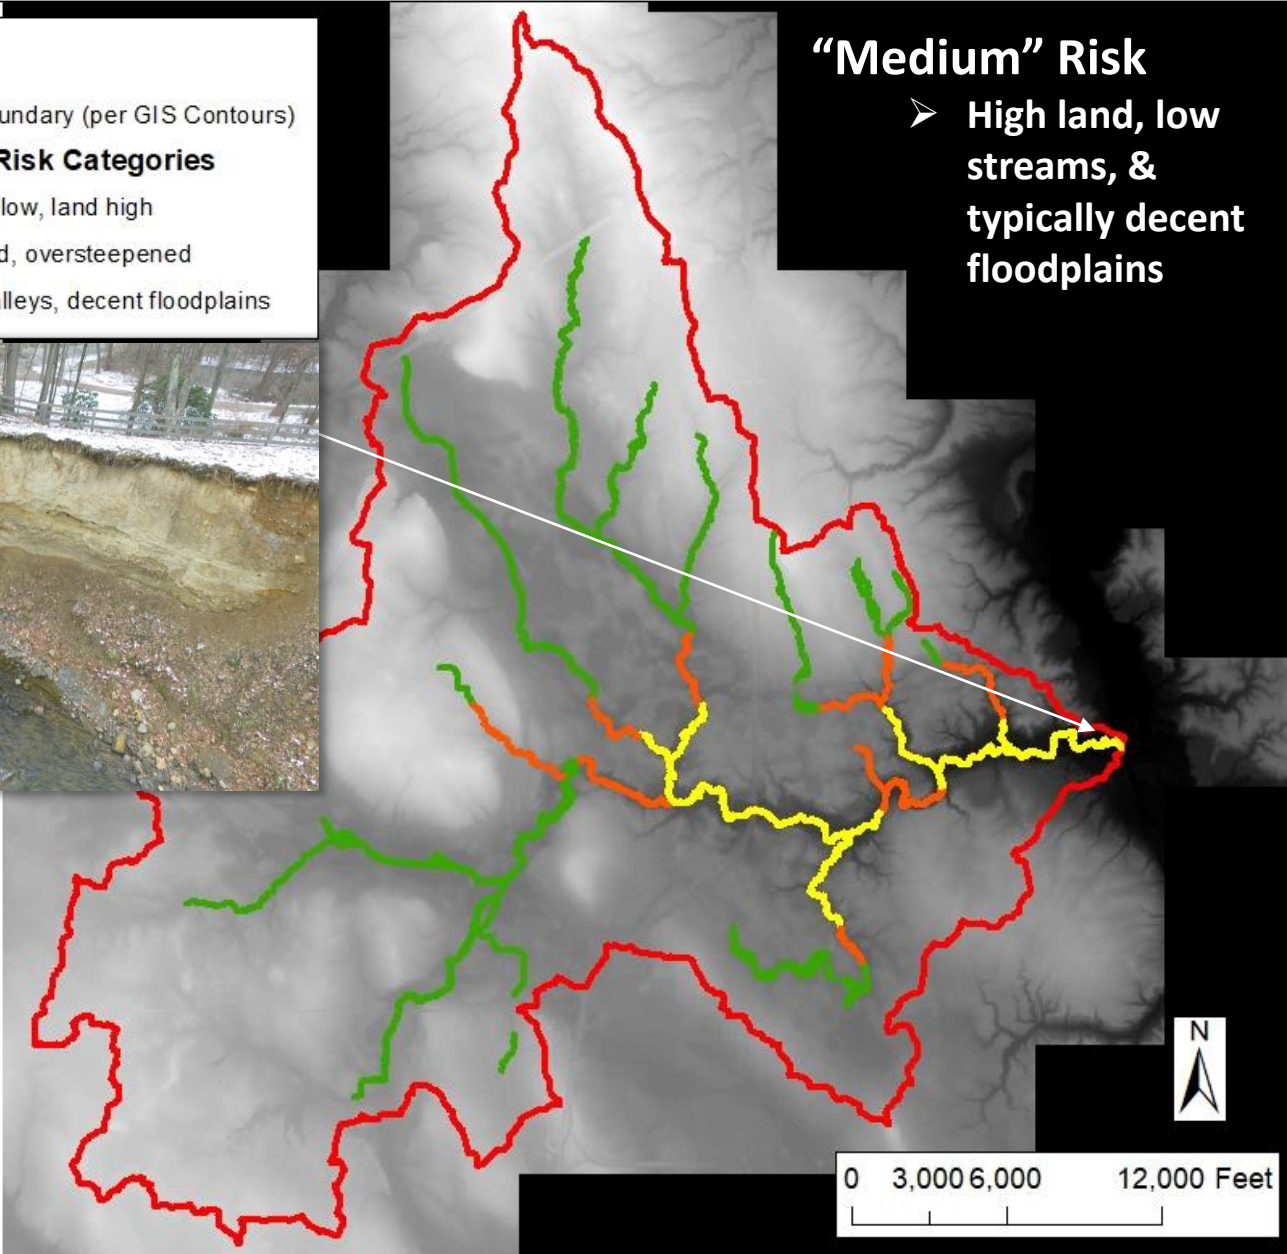 undary (per GIS Contours)
Risk Categories
low, land high
d, oversteepened
lleys, decent floodplains
“Medium” Risk
➢ High land, low
streams, &
typically decent
floodplains
N
0 3,000 6,000 12,000 Feet